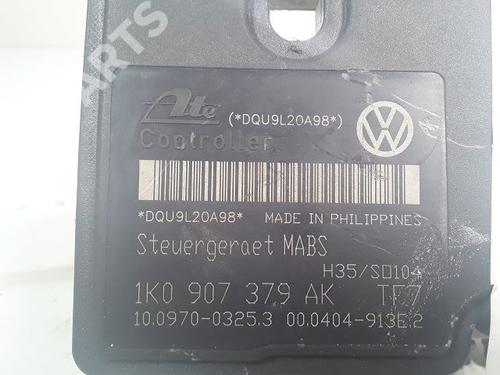 B-PARTS
Ate (*DQU9L20A98*)
Controller
*DQU9L20A98* MADE IN PHILIPPINES
Steuergeraet MABS
H35/S0104
1K0 907 379 AK TF7
10.0970-0325.3 00.0404-913E.2